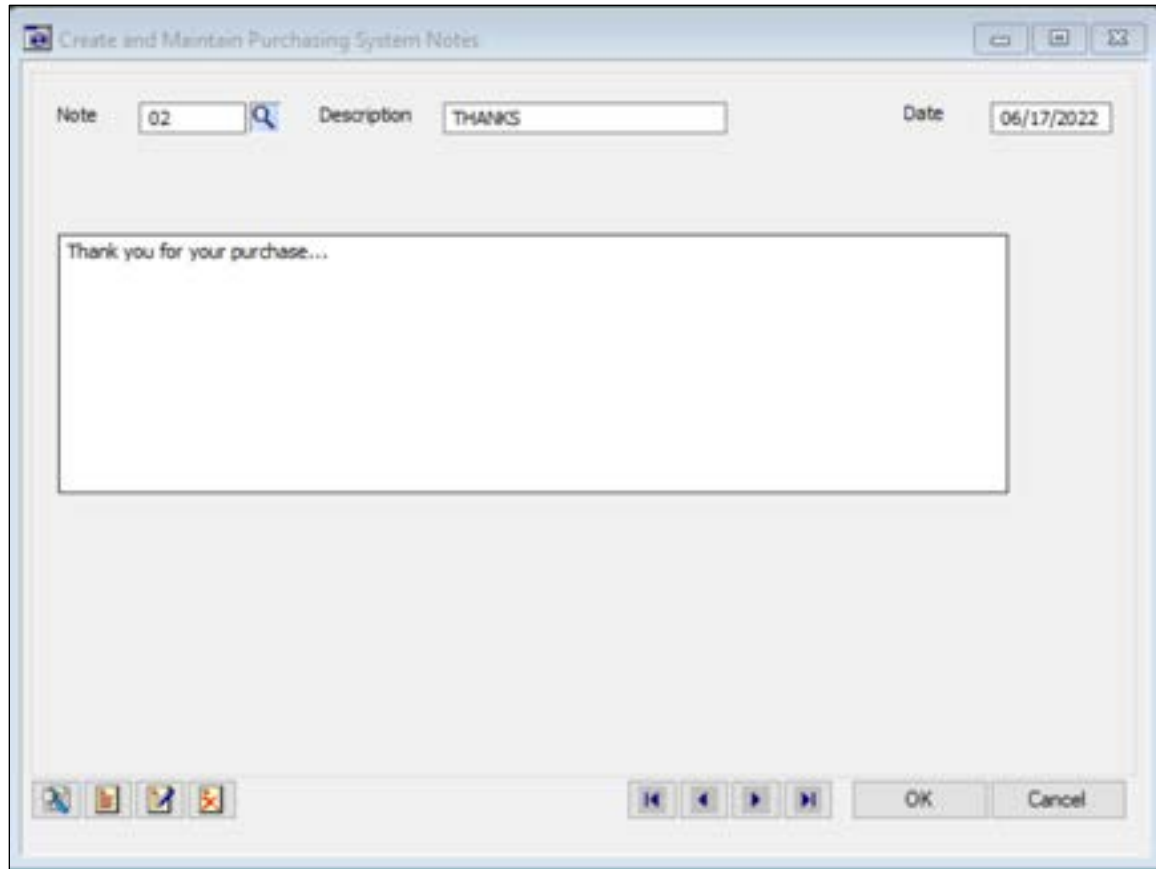 Create and Maintain Purchasing System Notes
Note 02 Description THANKS Date 06/17/2022
Thank you for your purchase...
OK Cancel